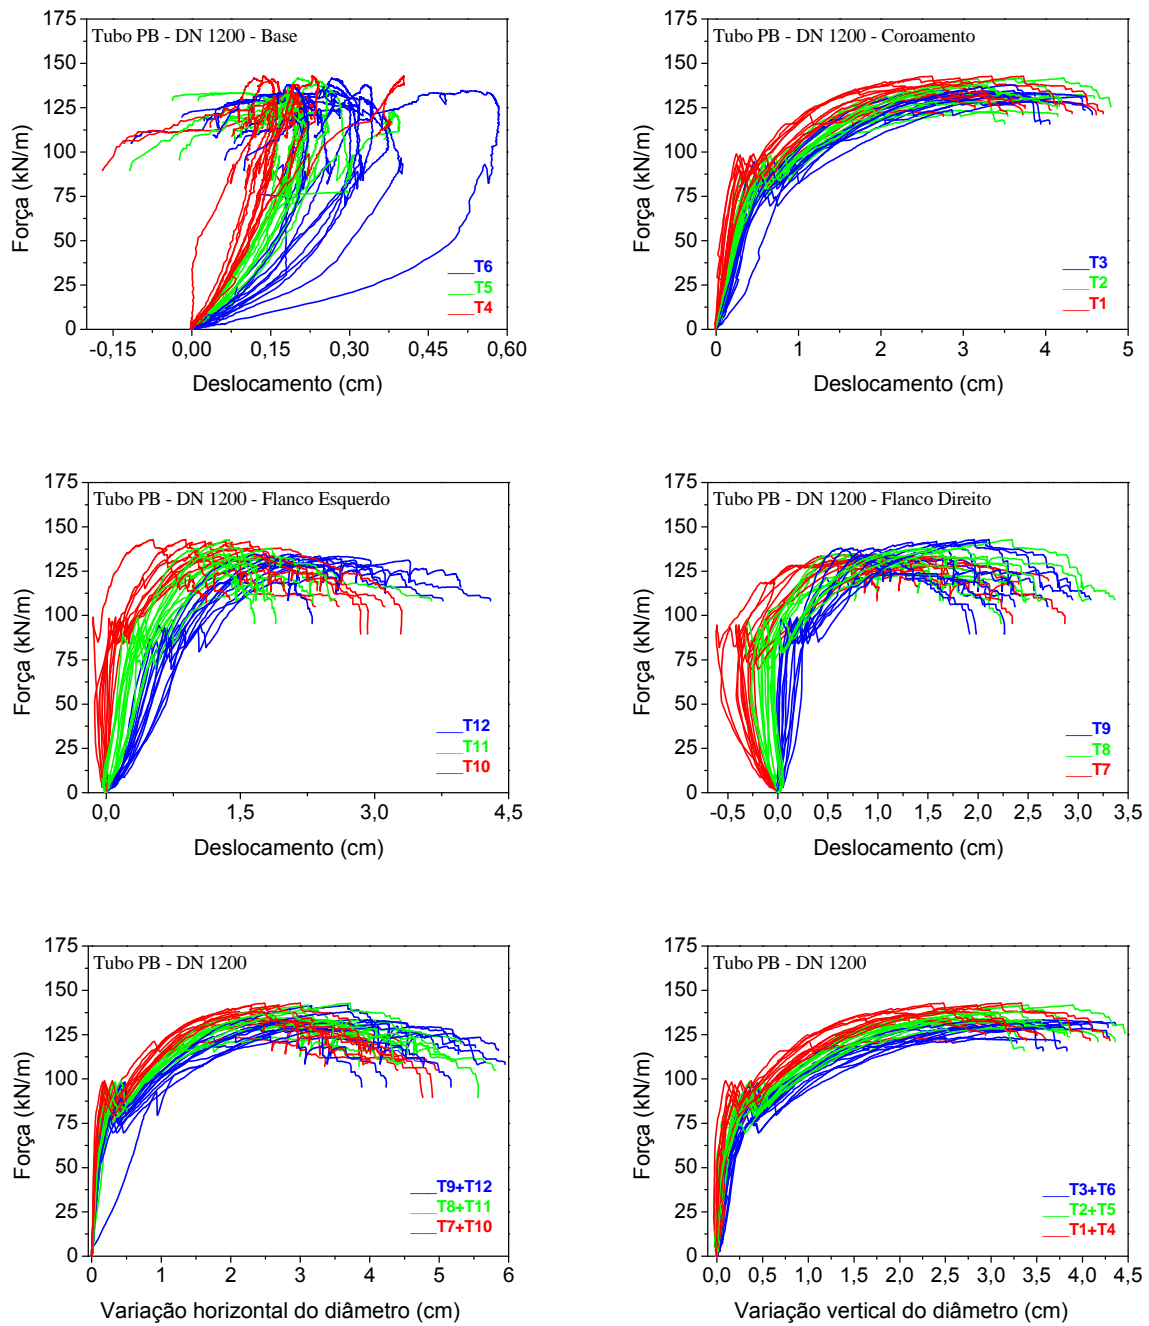 Tubo PB - DN 1200 - Base
Força (kN/m)
175
150
125
100
75
50
25
0
-0,15 0,00 0,15 0,30 0,45 0,60
Deslocamento (cm)
T6
T5
T4
Tubo PB - DN 1200 - Coroamento
Força (kN/m)
175
150
125
100
75
50
25
0
0 1 2 3 4 5
Deslocamento (cm)
T3
T2
T1
Tubo PB - DN 1200 - Flanco Esquerdo
Força (kN/m)
175
150
125
100
75
50
25
0
0,0 1,5 3,0 4,5
Deslocamento (cm)
T12
T11
T10
Tubo PB - DN 1200 - Flanco Direito
Força (kN/m)
175
150
125
100
75
50
25
0
-0,5 0,0 0,5 1,0 1,5 2,0 2,5 3,0 3,5
Deslocamento (cm)
T9
T8
T7
Tubo PB - DN 1200
Força (kN/m)
175
150
125
100
75
50
25
0
0 1 2 3 4 5 6
Variação horizontal do diâmetro (cm)
T9+T12
T8+T11
T7+T10
Tubo PB - DN 1200
Força (kN/m)
175
150
125
100
75
50
25
0
0,0 0,5 1,0 1,5 2,0 2,5 3,0 3,5 4,0 4,5
Variação vertical do diâmetro (cm)
T3+T6
T2+T5
T1+T4